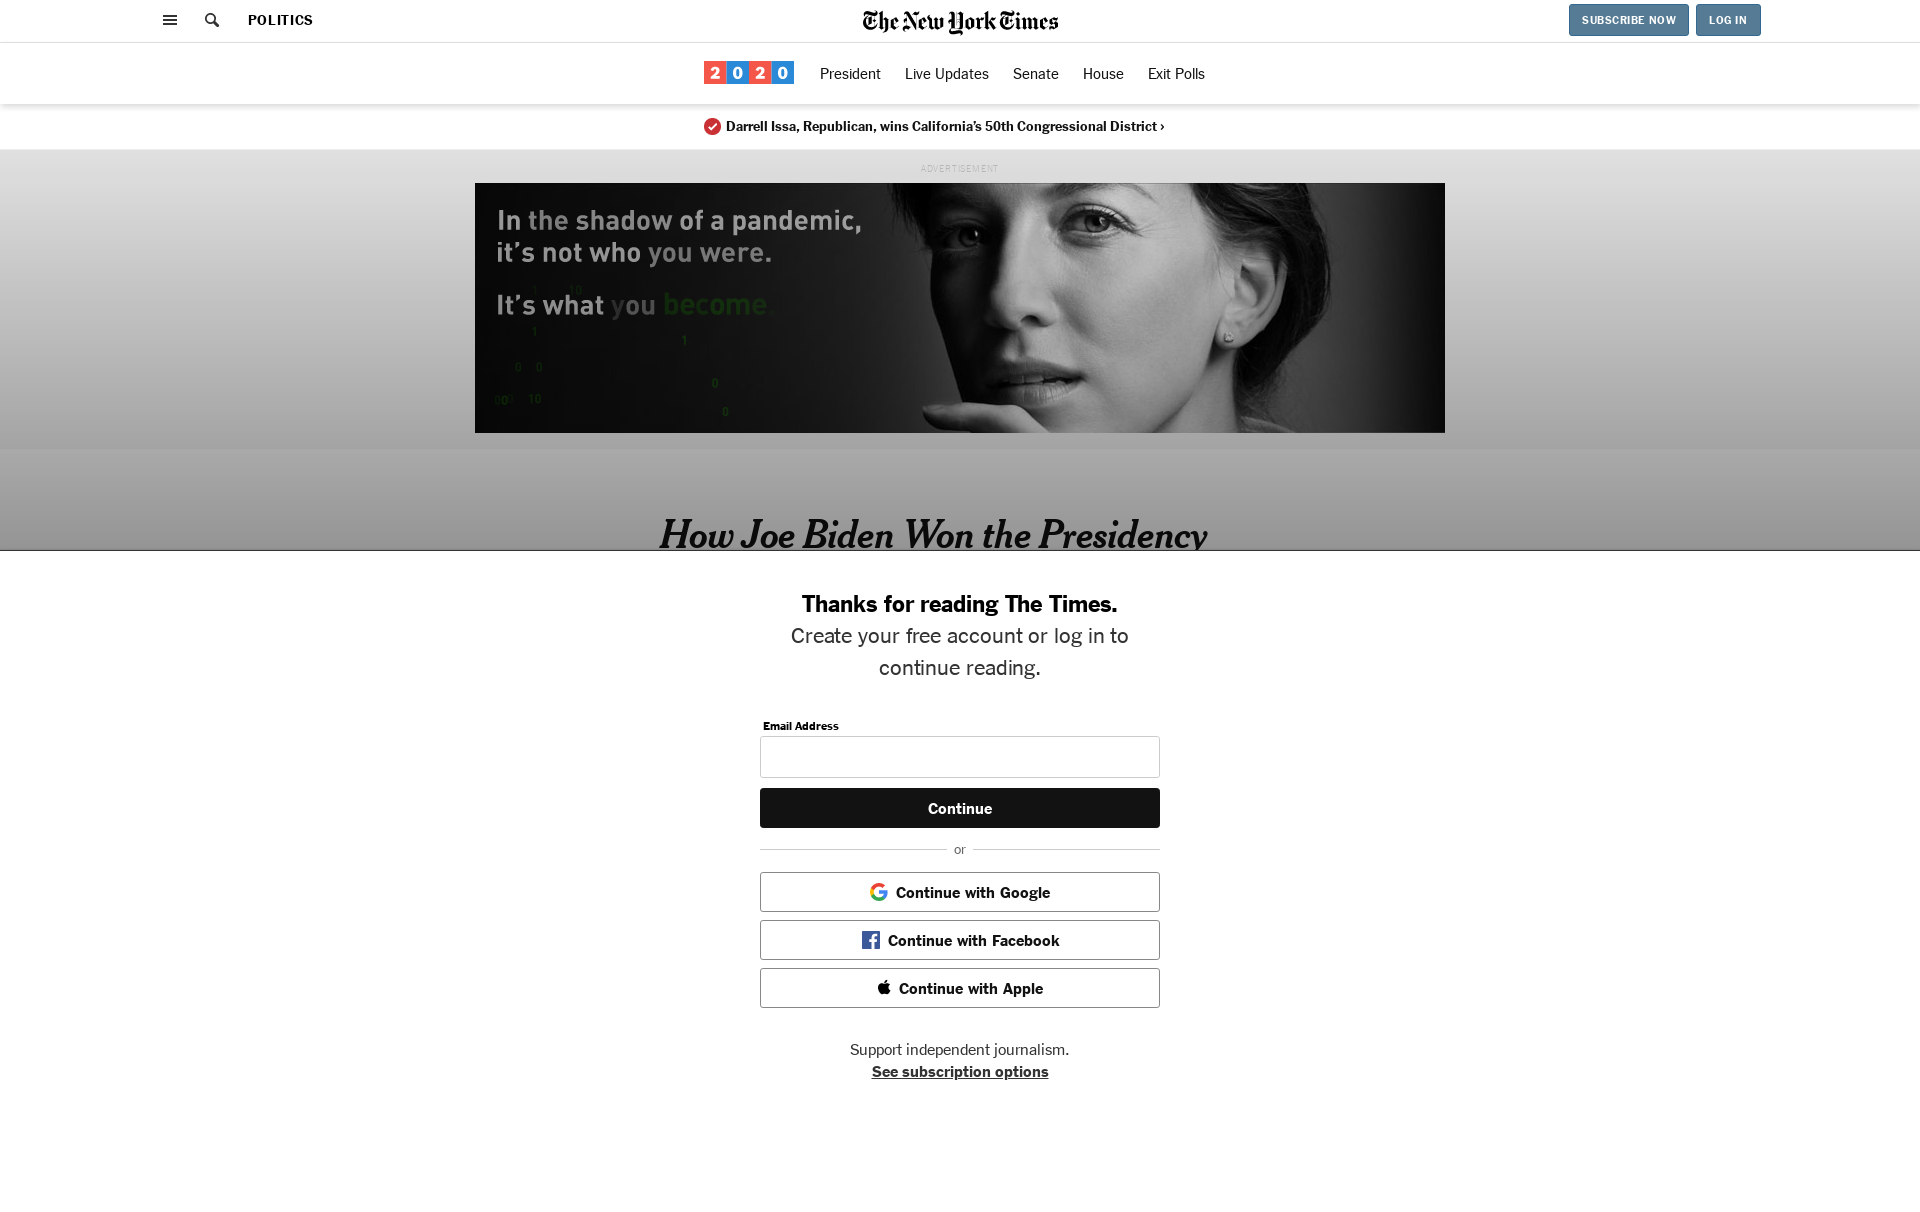 POLITICS
The New York Times
SUBSCRIBE NOW
LOG IN
2020
President
Live Updates
Senate
House
Exit Polls
Darrell Issa, Republican, wins California’s 50th Congressional District ›
ADVERTISEMENT
In the shadow of a pandemic,
it’s not who you were.
It’s what you become.
How Joe Biden Won the Presidency
Thanks for reading The Times.
Create your free account or log in to
continue reading.
Email Address
Continue
or
Continue with Google
Continue with Facebook
Continue with Apple
Support independent journalism.
See subscription options